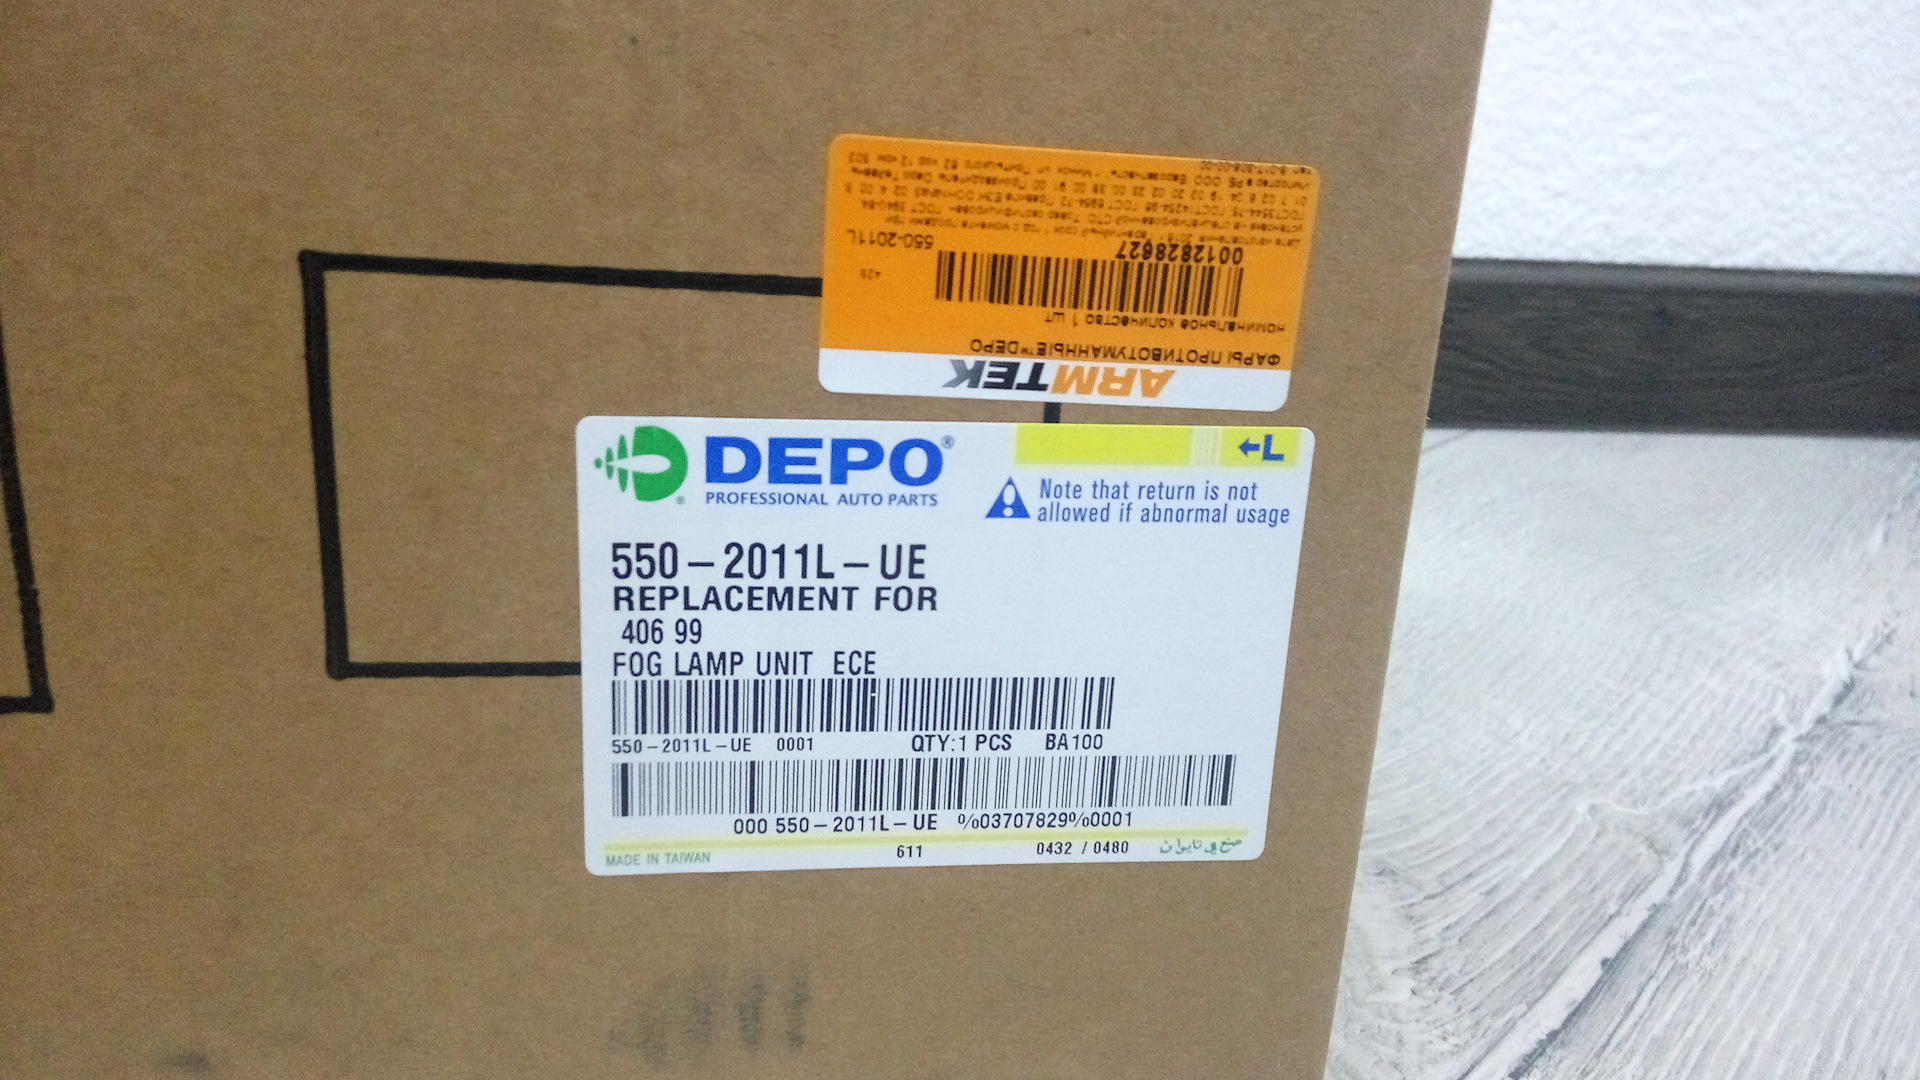 ARMTEK
ФАРЫ ПРОТИВОТУМАННЫЕ™DEPO
номинальное количество 1 шт
426
0012828627
550-2011L
DEPO®
PROFESSIONAL AUTO PARTS
←L
Note that return is not
allowed if abnormal usage
550-2011L-UE
REPLACEMENT FOR
406 99
FOG LAMP UNIT ECE
550-2011L-UE 0001 QTY:1 PCS BA100
000 550-2011L-UE %03707829%0001
MADE IN TAIWAN 611 0432 / 0480 صنع في تايوان